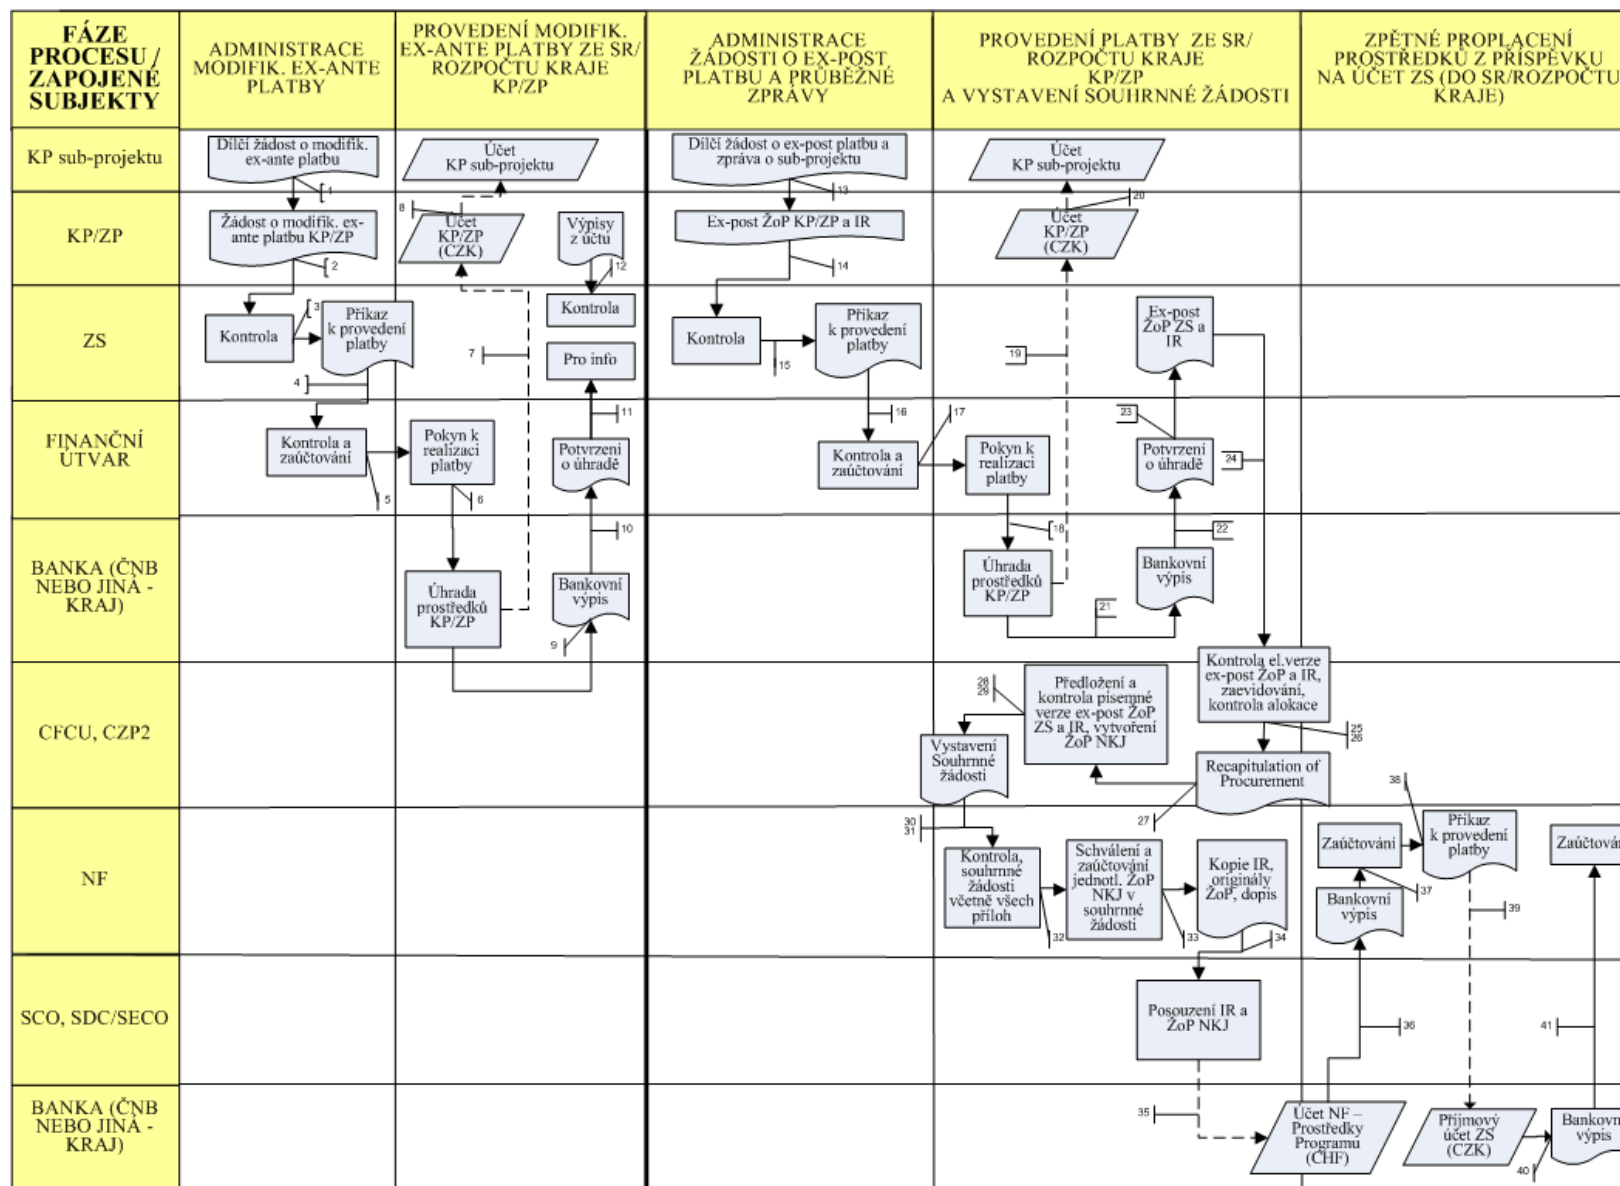 FÁZE
PROCESU /
ZAPOJENÉ
SUBJEKTY
ADMINISTRACE
MODIFIK. EX-ANTE
PLATBY
PROVEDENÍ MODIFIK.
EX-ANTE PLATBY ZE SR/
ROZPOČTU KRAJE
KP/ZP
ADMINISTRACE
ŽÁDOSTI O EX-POST
PLATBU A PRŮBĚŽNÉ
ZPRÁVY
PROVEDENÍ PLATBY ZE SR/
ROZPOČTU KRAJE
KP/ZP
A VYSTAVENÍ SOUHRNNÉ ŽÁDOSTI
ZPĚTNÉ PROPLACENÍ
PROSTŘEDKŮ Z PŘÍSPĚVKU
NA ÚČET ZS (DO SR/ROZPOČTU
KRAJE)
KP sub-projektu
Dílčí žádost o modifik.
ex-ante platbu
1
Účet
KP sub-projektu
Dílčí žádost o ex-post platbu a
zpráva o sub-projektu
13
Účet
KP sub-projektu
20
KP/ZP
Žádost o modifik. ex-
ante platbu KP/ZP
2
8
Účet
KP/ZP
(CZK)
Výpisy
z účtu
12
Ex-post ŽoP KP/ZP a IR
14
Účet
KP/ZP
(CZK)
ZS
Kontrola
3
Příkaz
k provedení
platby
4
7
Kontrola
Pro info
Kontrola
15
Příkaz
k provedení
platby
19
Ex-post
ŽoP ZS a
IR
FINANČNÍ
ÚTVAR
Kontrola a
zaúčtování
5
Pokyn k
realizaci
platby
6
11
Potvrzení
o úhradě
16
Kontrola a
zaúčtování
17
Pokyn k
realizaci
platby
23
Potvrzení
o úhradě
24
BANKA (ČNB
NEBO JINÁ -
KRAJ)
Úhrada
prostředků
KP/ZP
10
Bankovní
výpis
9
18
Úhrada
prostředků
KP/ZP
21
22
Bankovní
výpis
CFCU, CZP2
28
29
Vystavení
Souhrnné
žádosti
Předložení a
kontrola písemné
verze ex-post ŽoP
ZS a IR, vytvoření
ŽoP NKJ
Kontrola el.verze
ex-post ŽoP a IR,
zaevidování,
kontrola alokace
25
26
Recapitulation of
Procurement
27
38
NF
30
31
Kontrola,
souhrnné
žádosti
včetně všech
příloh
32
Schválení a
zaúčtování
jednotl. ŽoP
NKJ v
souhrnné
žádosti
33
Kopie IR,
originály
ŽoP, dopis
34
Zaúčtování
37
Bankovní
výpis
Příkaz
k provedení
platby
39
Zaúčtován
SCO, SDC/SECO
Posouzení IR a
ŽoP NKJ
36
41
BANKA (ČNB
NEBO JINÁ -
KRAJ)
35
Účet NF –
Prostředky
Programu
(CHF)
Příjmový
účet ZS
(CZK)
40
Bankovn
výpis